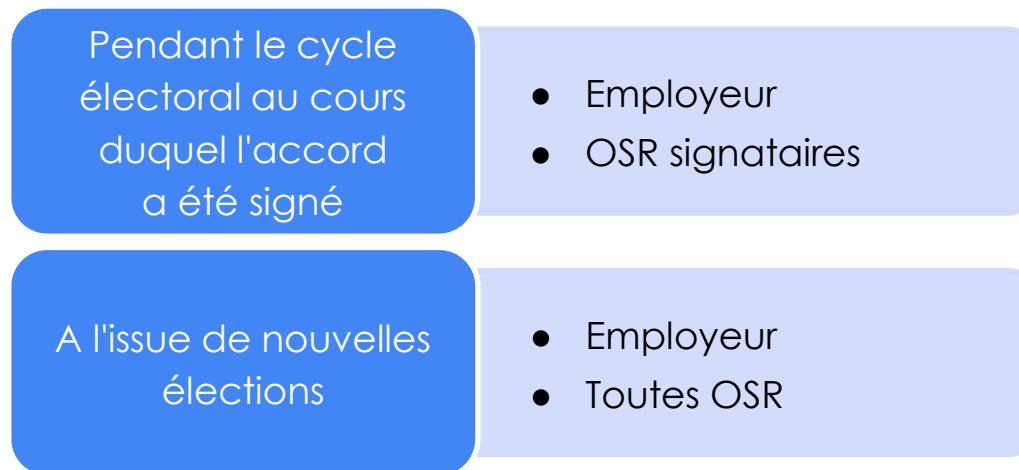 Pendant le cycle
électoral au cours
duquel l'accord
a été signé
● Employeur
● OSR signataires
A l'issue de nouvelles
élections
● Employeur
● Toutes OSR